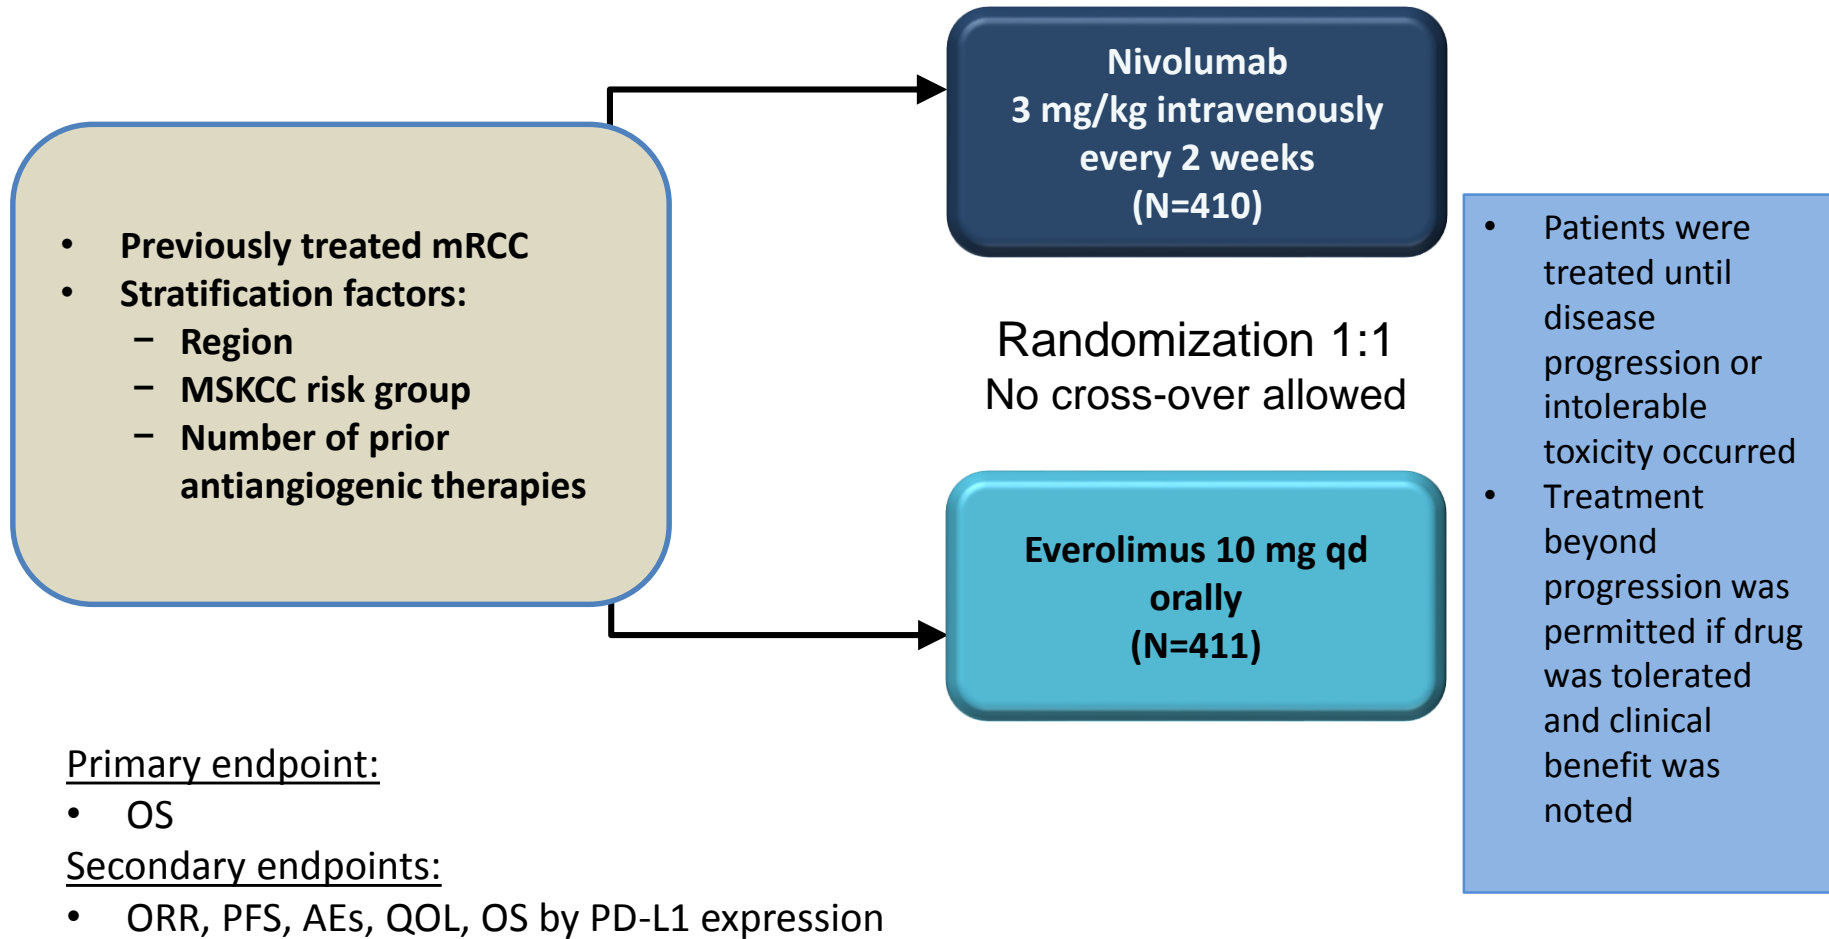 • Previously treated mRCC
• Stratification factors:
– Region
– MSKCC risk group
– Number of prior
antiangiogenic therapies
Nivolumab
3 mg/kg intravenously
every 2 weeks
(N=410)
Randomization 1:1
No cross-over allowed
Everolimus 10 mg qd
orally
(N=411)
• Patients were
treated until
disease
progression or
intolerable
toxicity occurred
• Treatment
beyond
progression was
permitted if drug
was tolerated
and clinical
benefit was
noted
Primary endpoint:
• OS
Secondary endpoints:
• ORR, PFS, AEs, QOL, OS by PD-L1 expression